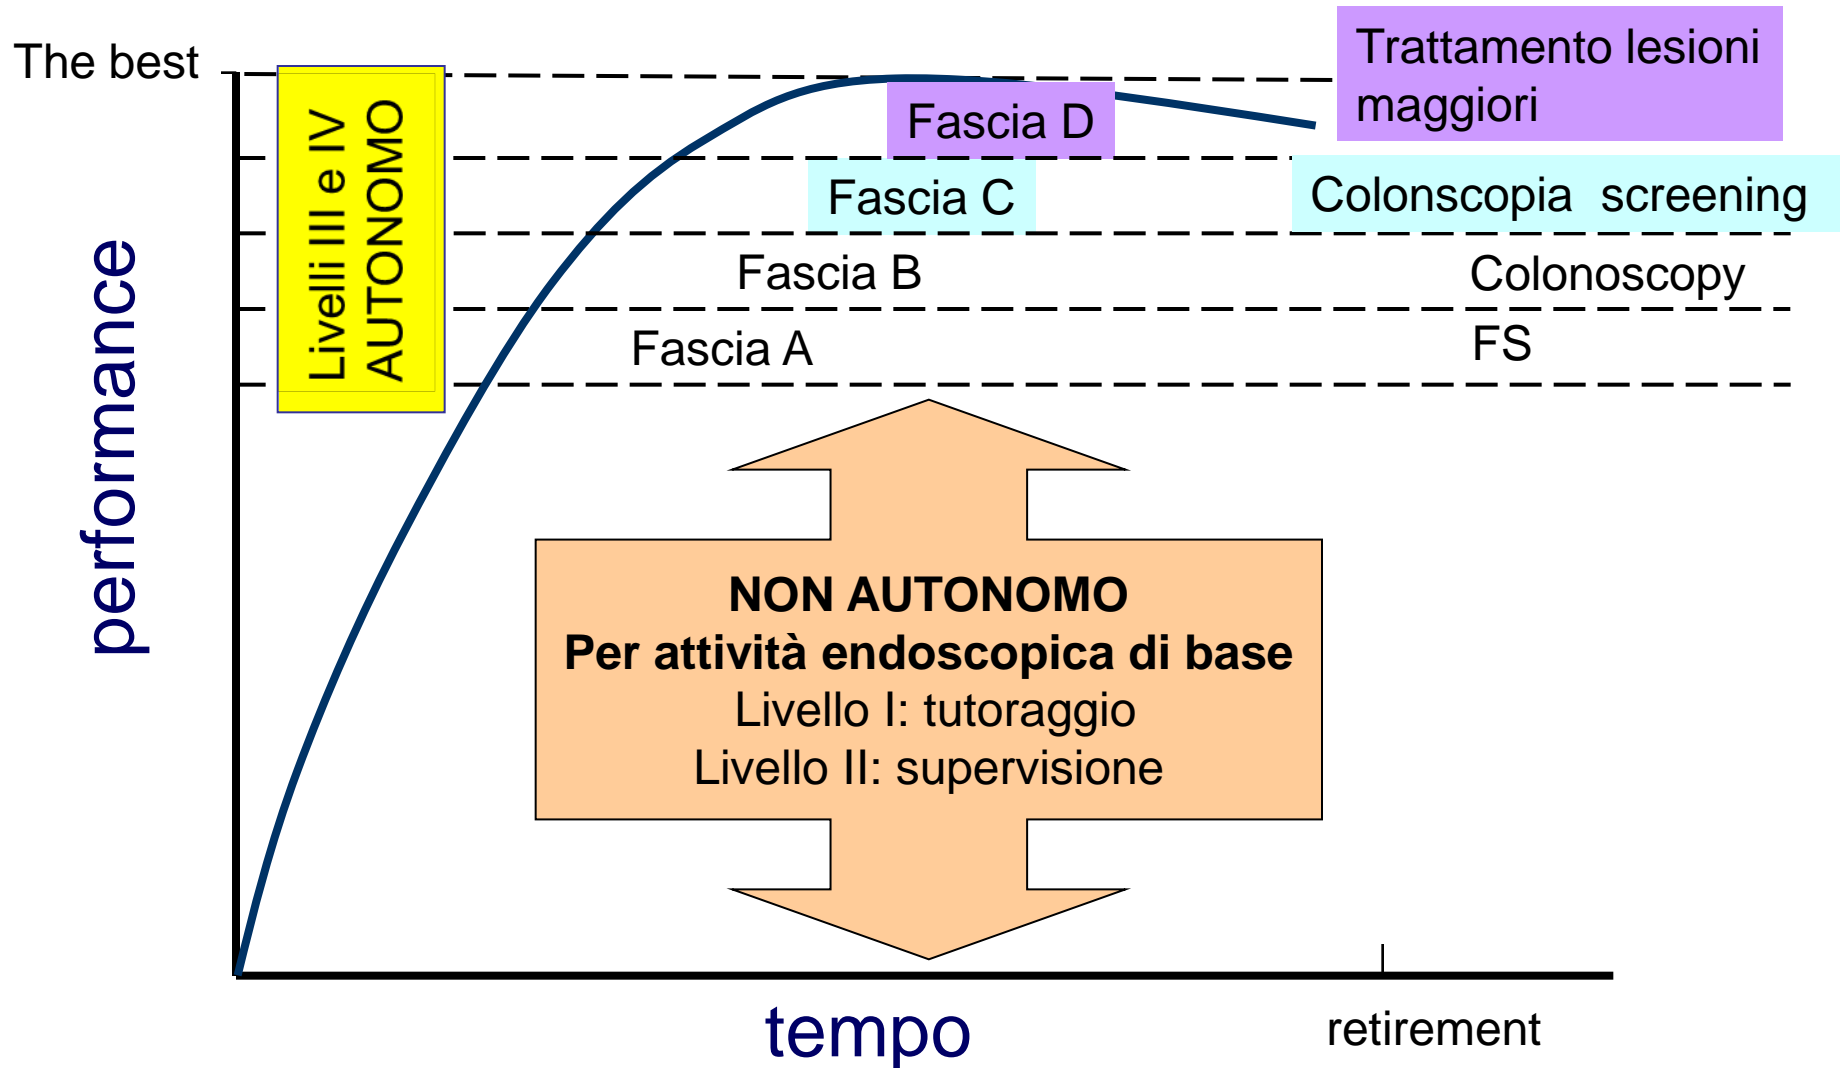 The best
Trattamento lesioni
maggiori
Livelli III e IV
AUTONOMO
Fascia D
Fascia C
Colonscopia screening
Fascia B
Colonoscopy
Fascia A
FS
performance
NON AUTONOMO
Per attività endoscopica di base
Livello I: tutoraggio
Livello II: supervisione
tempo
retirement